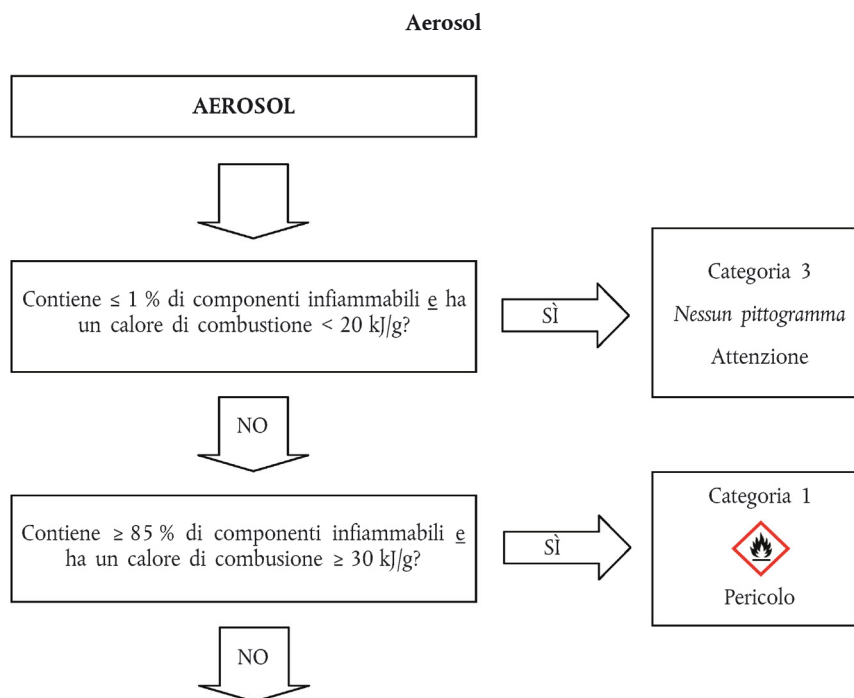 Aerosol
AEROSOL
Contiene ≤ 1 % di componenti infiammabili e ha
un calore di combustione < 20 kJ/g?
SÌ
Categoria 3
Nessun pittogramma
Attenzione
NO
Contiene ≥ 85 % di componenti infiammabili e
ha un calore di combusione ≥ 30 kJ/g?
SÌ
Categoria 1
Pericolo
NO